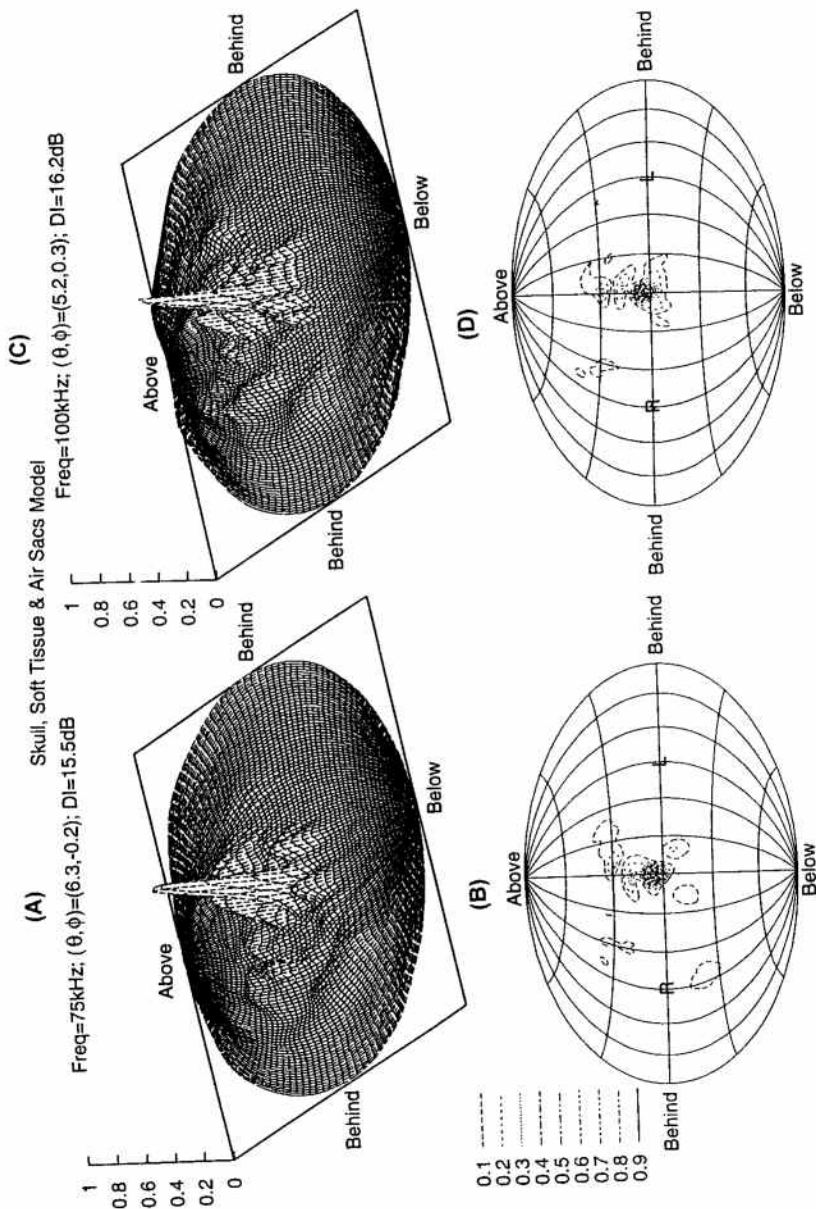 Skull, Soft Tissue & Air Sacs Model
(A)
Freq=75kHz; (θ,ϕ)=(6.3,-0.2); DI=15.5dB
1
0.8
0.6
0.4
0.2
0
Above
Behind
Behind
Below
(C)
Freq=100kHz; (θ,ϕ)=(5.2,0.3); DI=16.2dB
1
0.8
0.6
0.4
0.2
0
Above
Behind
Behind
Below
(B)
0.1
0.2
0.3
0.4
0.5
0.6
0.7
0.8
0.9
Above
Behind
R
L
Behind
Below
(D)
Above
Behind
R
L
Behind
Below